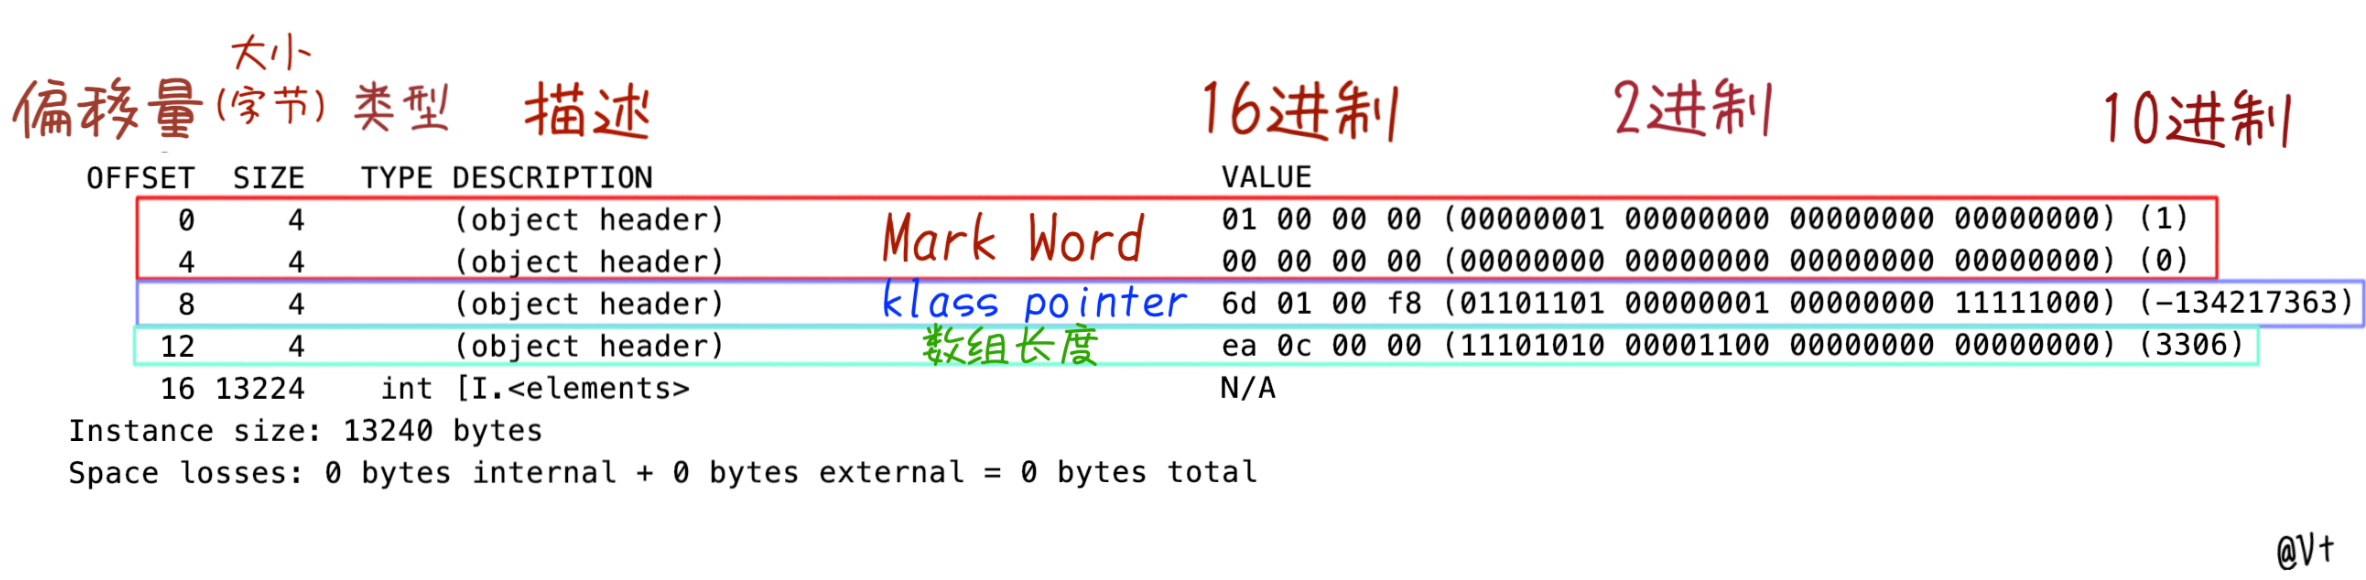 大小
偏移量 (字节) 类型 描述 16进制 2进制 10进制
OFFSET SIZE TYPE DESCRIPTION VALUE
0 4 (object header) 01 00 00 00 (00000001 00000000 00000000 00000000) (1)
Mark Word
4 4 (object header) 00 00 00 00 (00000000 00000000 00000000 00000000) (0)
8 4 (object header) klass pointer 6d 01 00 f8 (01101101 00000001 00000000 11111000) (-134217363)
12 4 (object header) 数组长度 ea 0c 00 00 (11101010 00001100 00000000 00000000) (3306)
16 13224 int [I.<elements> N/A
Instance size: 13240 bytes
Space losses: 0 bytes internal + 0 bytes external = 0 bytes total
@Vt